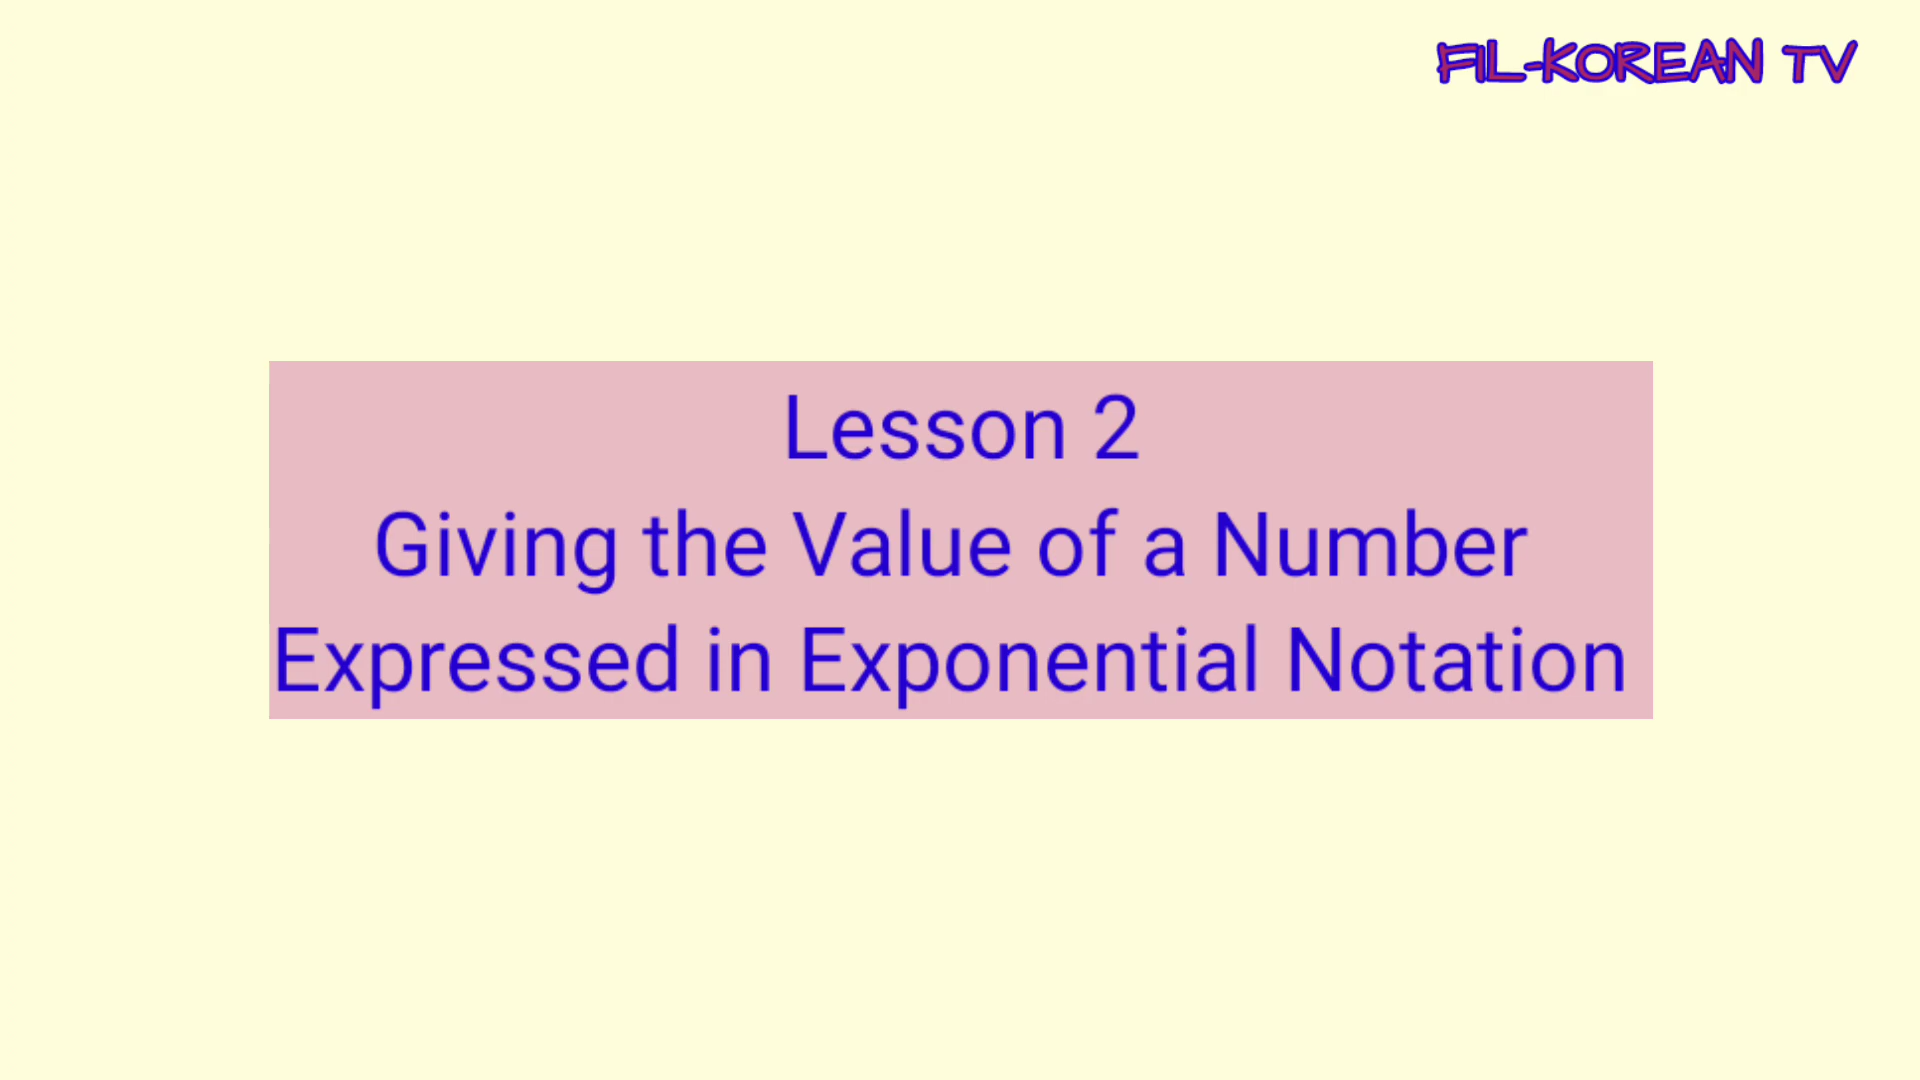 FIL-KOREAN TV
Lesson 2
Giving the Value of a Number
Expressed in Exponential Notation